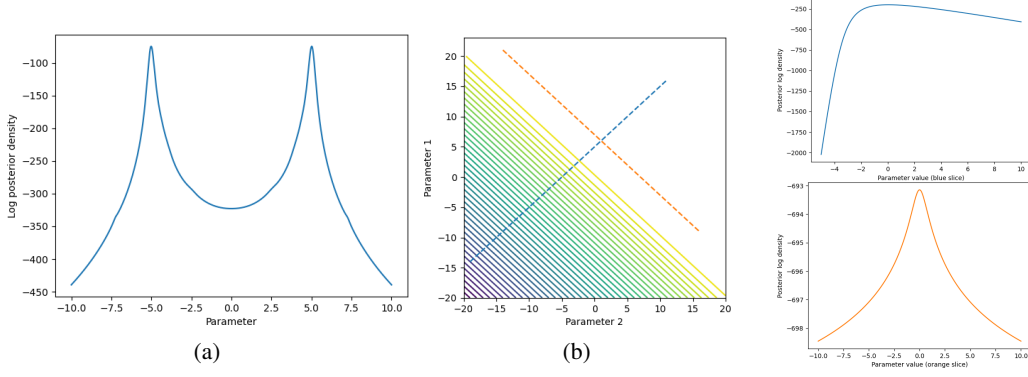 Log posterior density
−100
−150
−200
−250
−300
−350
−400
−450
−10.0 −7.5 −5.0 −2.5 0.0 2.5 5.0 7.5 10.0
Parameter
(a)
Parameter 1
20
15
10
5
0
−5
−10
−15
−20
−20 −15 −10 −5 0 5 10 15 20
Parameter 2
(b)
Posterior log density
−250
−500
−750
−1000
−1250
−1500
−1750
−2000
−4 −2 0 2 4 6 8 10
Parameter value (blue slice)
Posterior log density
−693
−694
−695
−696
−697
−698
−10.0 −7.5 −5.0 −2.5 0.0 2.5 5.0 7.5 10.0
Parameter value (orange slice)